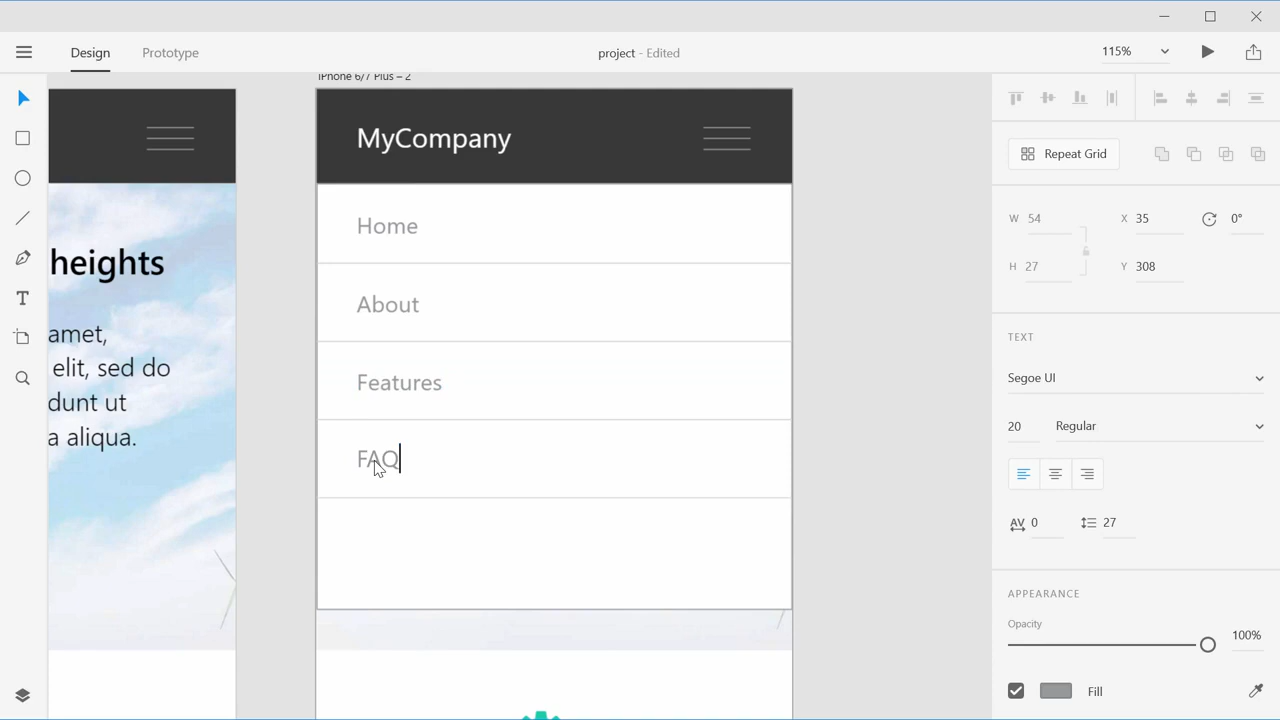 Design
Prototype
project - Edited
115%
iPhone 6/7 Plus – 2
MyCompany
Home
About
Features
FAQ
heights
amet,
elit, sed do
dunt ut
a aliqua.
Repeat Grid
W 54
X 35
0°
H 27
Y 308
TEXT
Segoe UI
20
Regular
AV 0
27
APPEARANCE
Opacity
100%
Fill
T